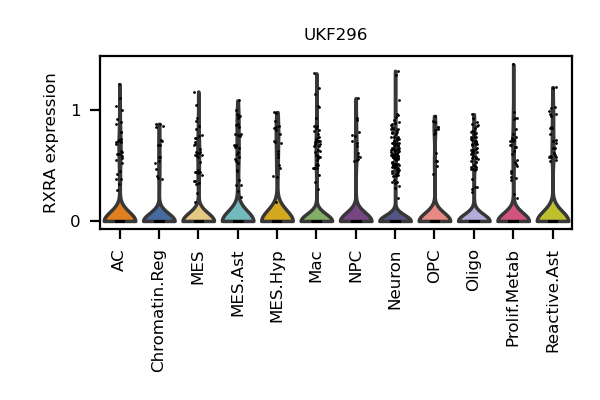 UKF296
RXRA expression
1
0
AC
Chromatin.Reg
MES
MES.Ast
MES.Hyp
Mac
NPC
Neuron
OPC
Oligo
Prolif.Metab
Reactive.Ast